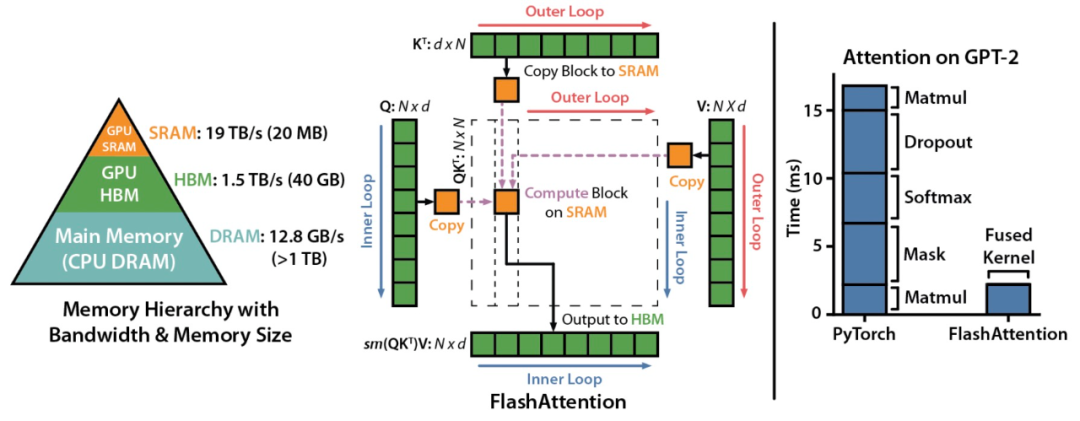 GPU
SRAM
GPU
HBM
Main Memory
(CPU DRAM)
SRAM: 19 TB/s (20 MB)
HBM: 1.5 TB/s (40 GB)
DRAM: 12.8 GB/s
(>1 TB)
Memory Hierarchy with
Bandwidth & Memory Size
Outer Loop
Kᵀ: d x N
Copy Block to SRAM
Outer Loop
Q: N x d
V: N X d
QKᵀ: N x N
Inner Loop
Copy
Compute Block
on SRAM
Copy
Inner Loop
Outer Loop
Output to HBM
sm(QKᵀ)V: N x d
Inner Loop
FlashAttention
Attention on GPT-2
Time (ms)
15
10
5
0
Matmul
Dropout
Softmax
Mask
Matmul
Fused
Kernel
PyTorch
FlashAttention